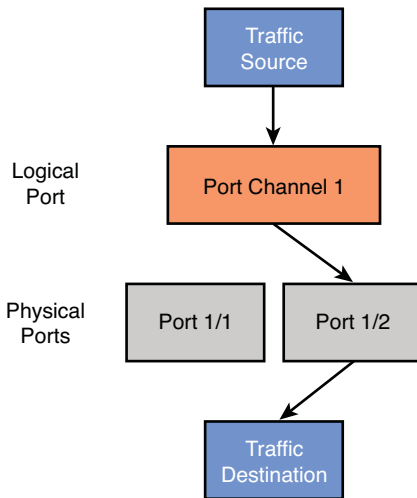 Traffic
Source
Logical
Port
Port Channel 1
Physical
Ports
Port 1/1
Port 1/2
Traffic
Destination